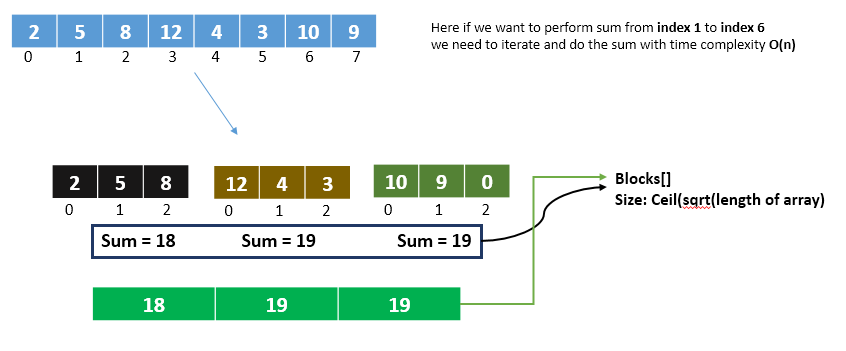 2 5 8 12 4 3 10 9
0 1 2 3 4 5 6 7
Here if we want to perform sum from index 1 to index 6
we need to iterate and do the sum with time complexity O(n)
2 5 8 12 4 3 10 9 0
0 1 2 0 1 2 0 1 2
Blocks[]
Size: Ceil(sqrt(length of array)
Sum = 18 Sum = 19 Sum = 19
18 19 19